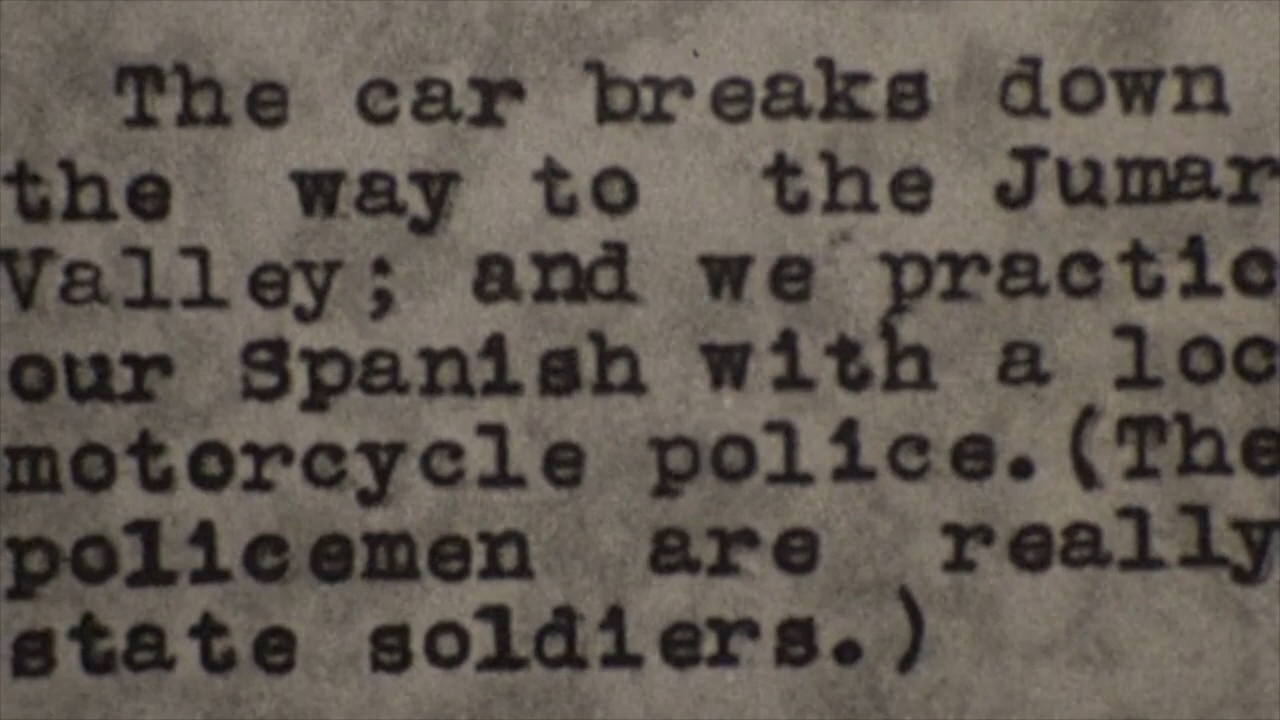 The car breaks down
the way to the Jumar
Valley; and we practic
our Spanish with a loc
motorcycle police.(The
policemen are really
state soldiers.)